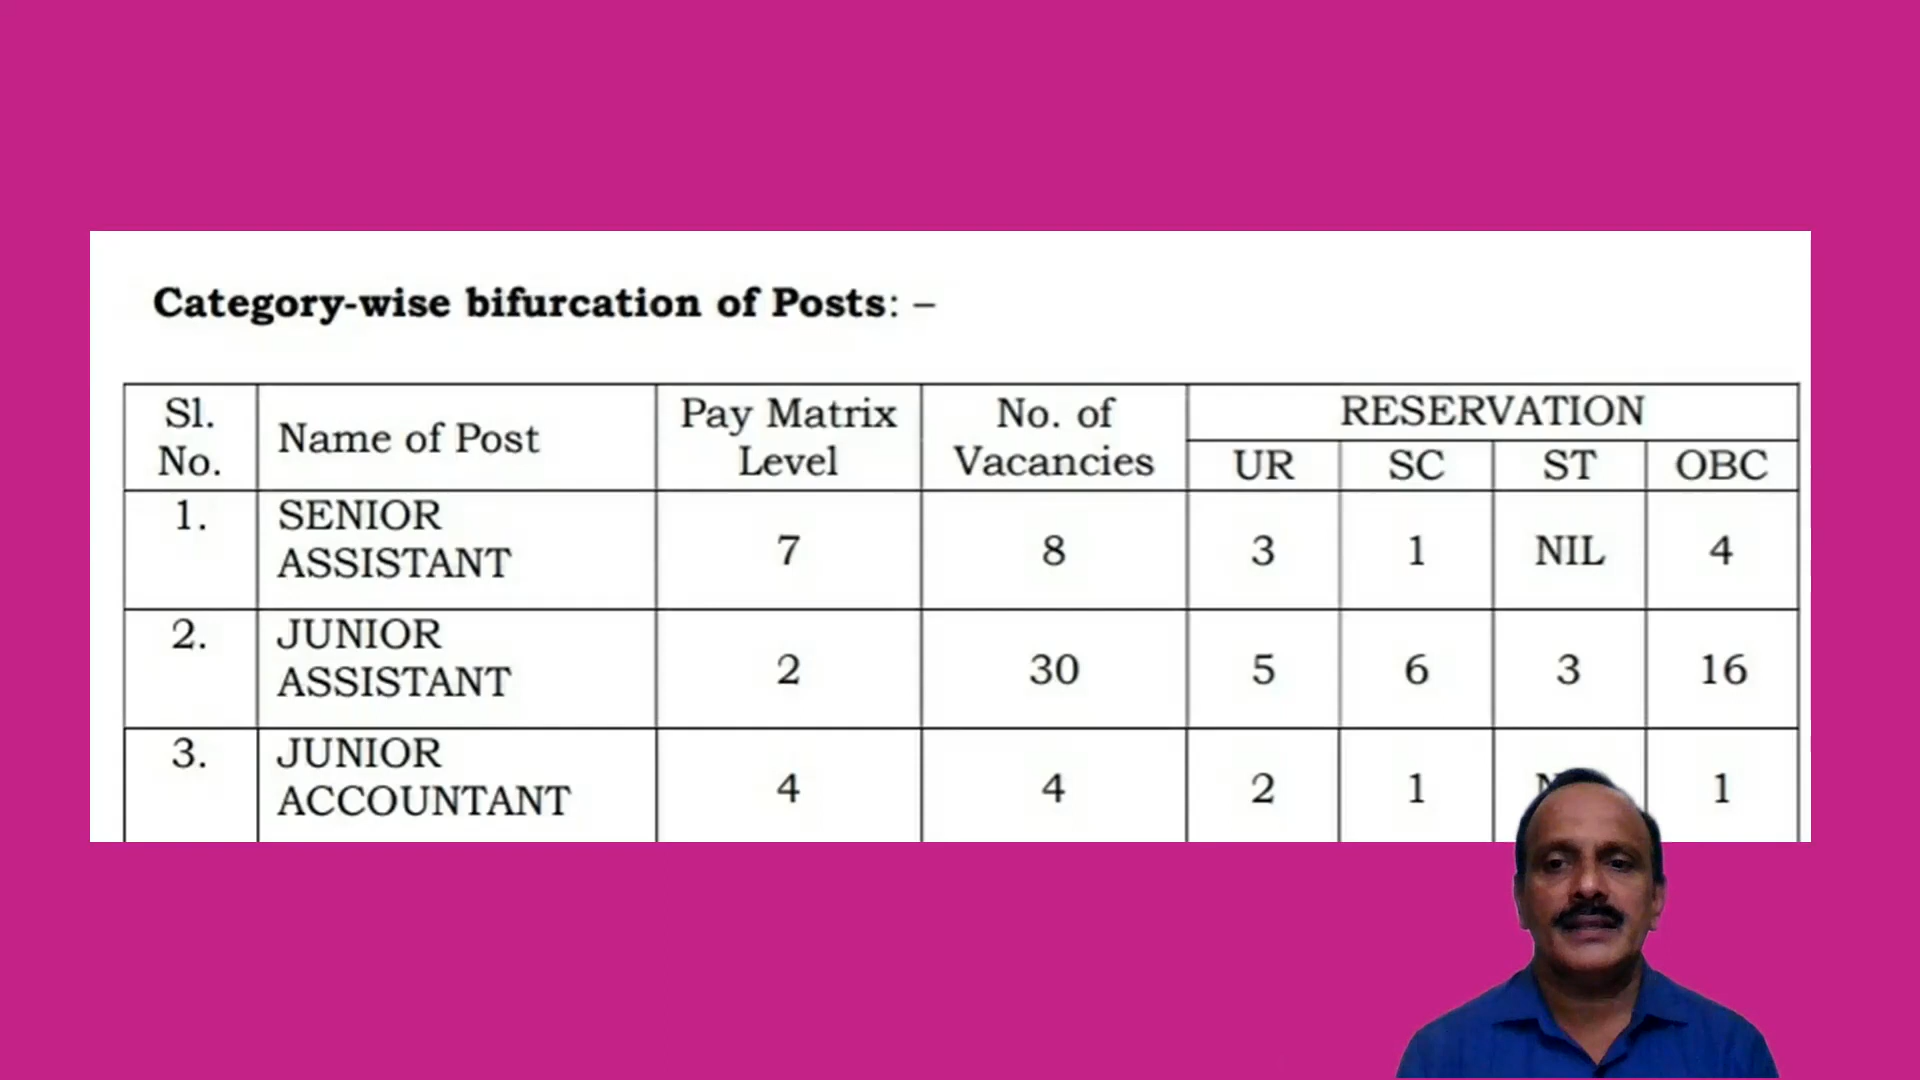 Category-wise bifurcation of Posts: –
Sl. No. Name of Post Pay Matrix Level No. of Vacancies RESERVATION
UR SC ST OBC
1. SENIOR ASSISTANT 7 8 3 1 NIL 4
2. JUNIOR ASSISTANT 2 30 5 6 3 16
3. JUNIOR ACCOUNTANT 4 4 2 1 1